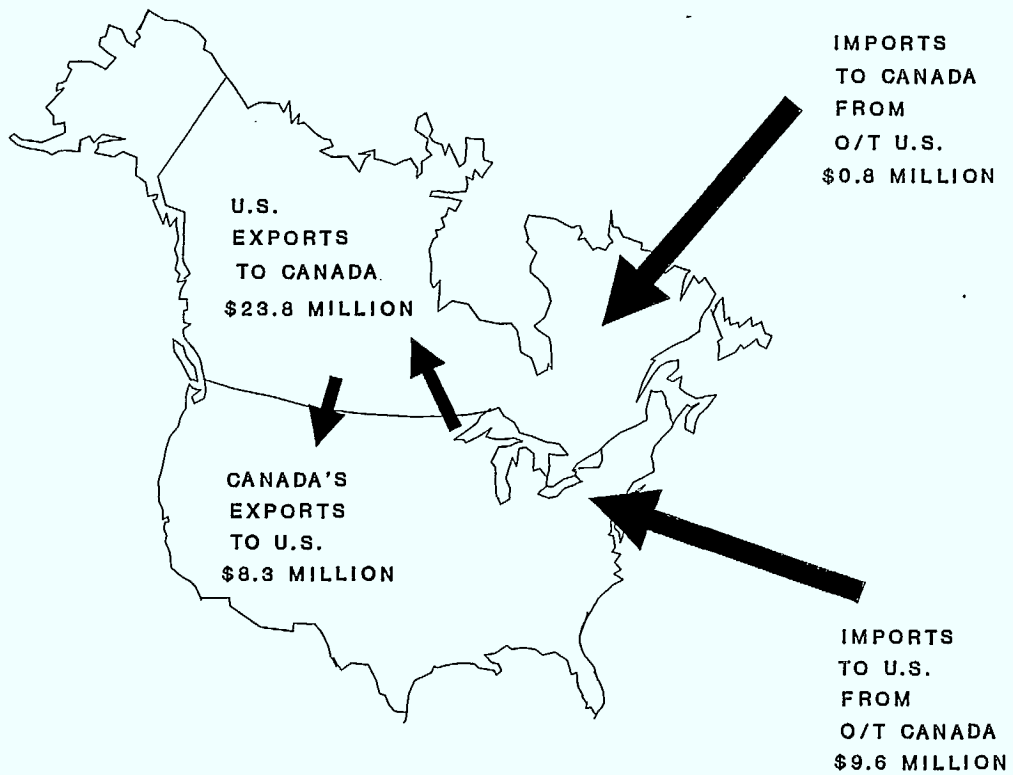 IMPORTS
TO CANADA
FROM
O/T U.S.
$0.8 MILLION
U.S.
EXPORTS
TO CANADA
$23.8 MILLION
CANADA'S
EXPORTS
TO U.S.
$8.3 MILLION
IMPORTS
TO U.S.
FROM
O/T CANADA
$9.6 MILLION